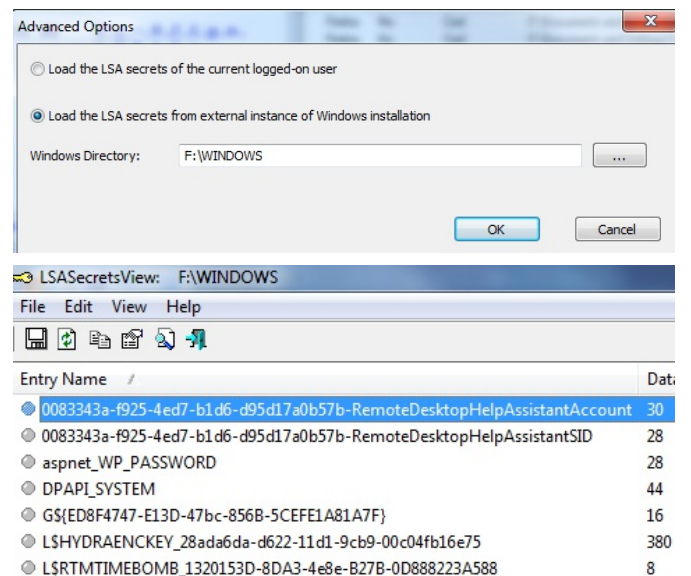 Advanced Options
Load the LSA secrets of the current logged-on user
Load the LSA secrets from external instance of Windows installation
Windows Directory: F:\WINDOWS ...
OK Cancel
LSASecretsView: F:\WINDOWS
File Edit View Help
Entry Name / Data
0083343a-f925-4ed7-b1d6-d95d17a0b57b-RemoteDesktopHelpAssistantAccount 30
0083343a-f925-4ed7-b1d6-d95d17a0b57b-RemoteDesktopHelpAssistantSID 28
aspnet_WP_PASSWORD 28
DPAPI_SYSTEM 44
G${ED8F4747-E13D-47bc-856B-5CEFE1A81A7F} 16
L$HYDRAENCKEY_28ada6da-d622-11d1-9cb9-00c04fb16e75 380
L$RTMTIMEBOMB_1320153D-8DA3-4e8e-B27B-0D888223A588 8